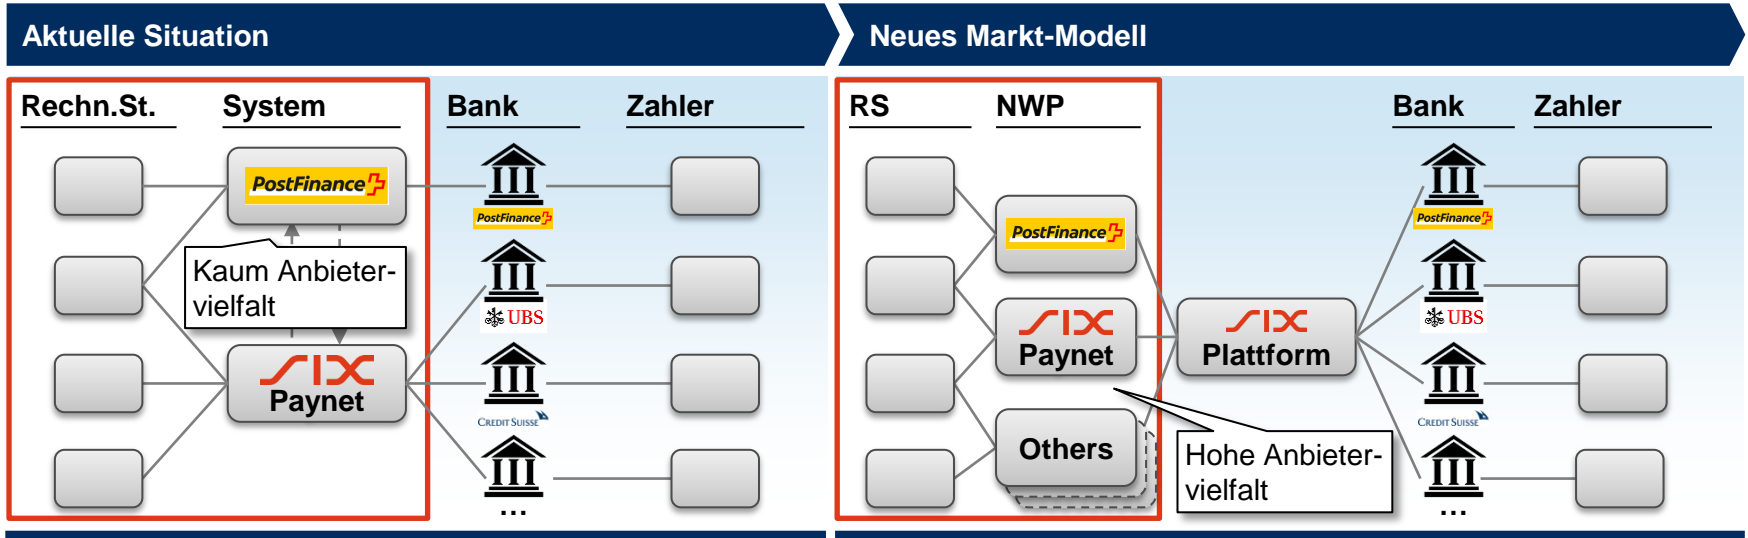 Aktuelle Situation
Neues Markt-Modell
Rechn.St. System Bank Zahler
PostFinance
PostFinance
Kaum Anbieter-
vielfalt
UBS
SIX
Paynet
CREDIT SUISSE
...
RS NWP Bank Zahler
PostFinance
PostFinance
SIX
Paynet
SIX
Plattform
UBS
CREDIT SUISSE
Others
Hohe Anbieter-
vielfalt
...